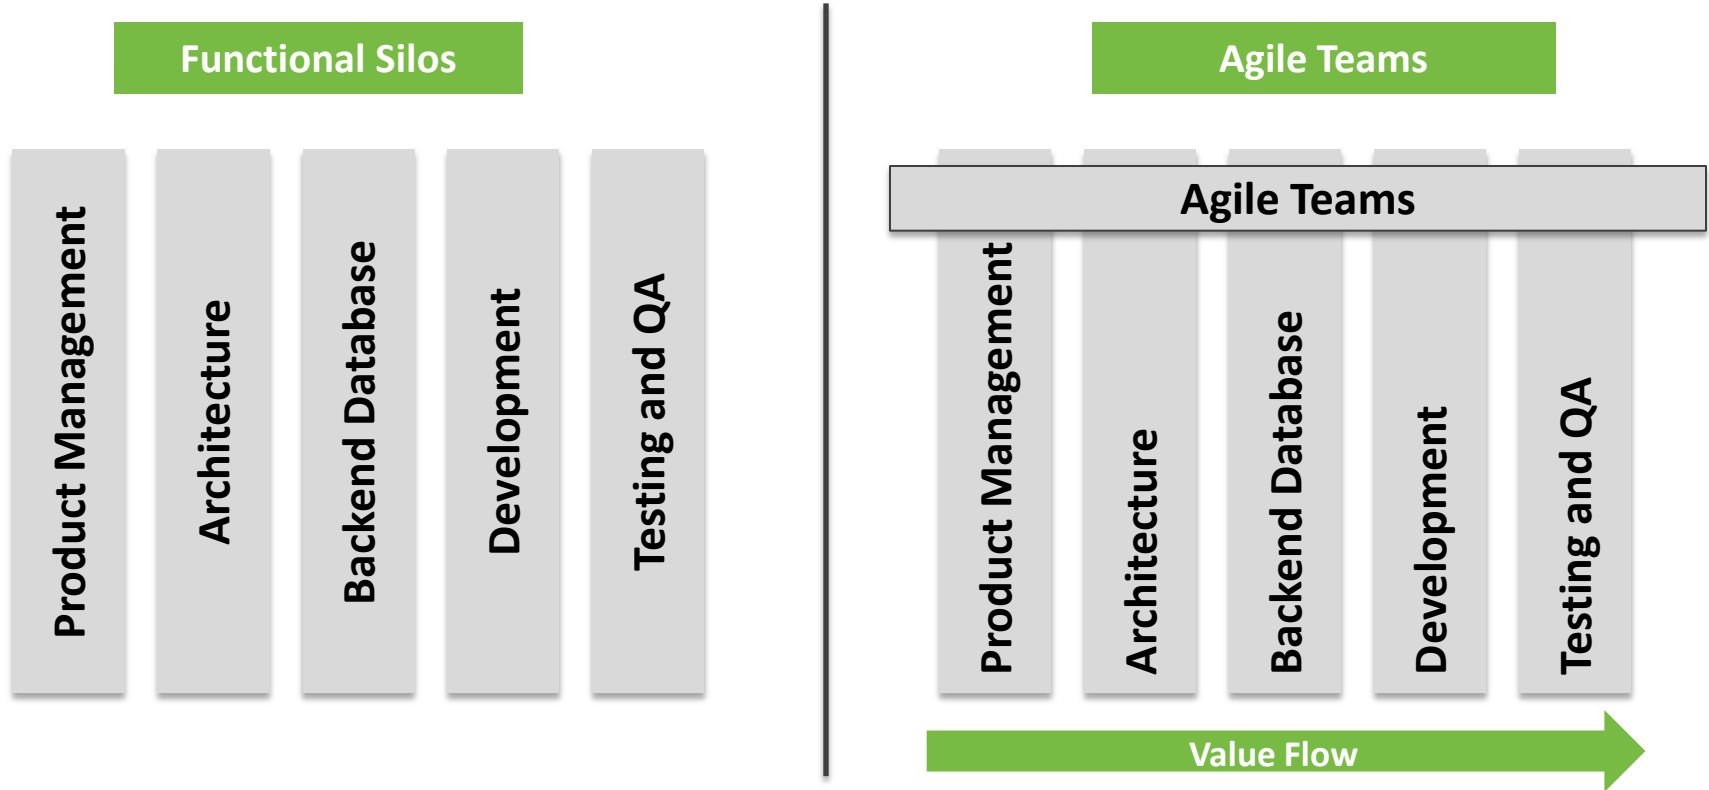 Functional Silos
Product Management
Architecture
Backend Database
Development
Testing and QA
Agile Teams
Agile Teams
Product Management
Architecture
Backend Database
Development
Testing and QA
Value Flow